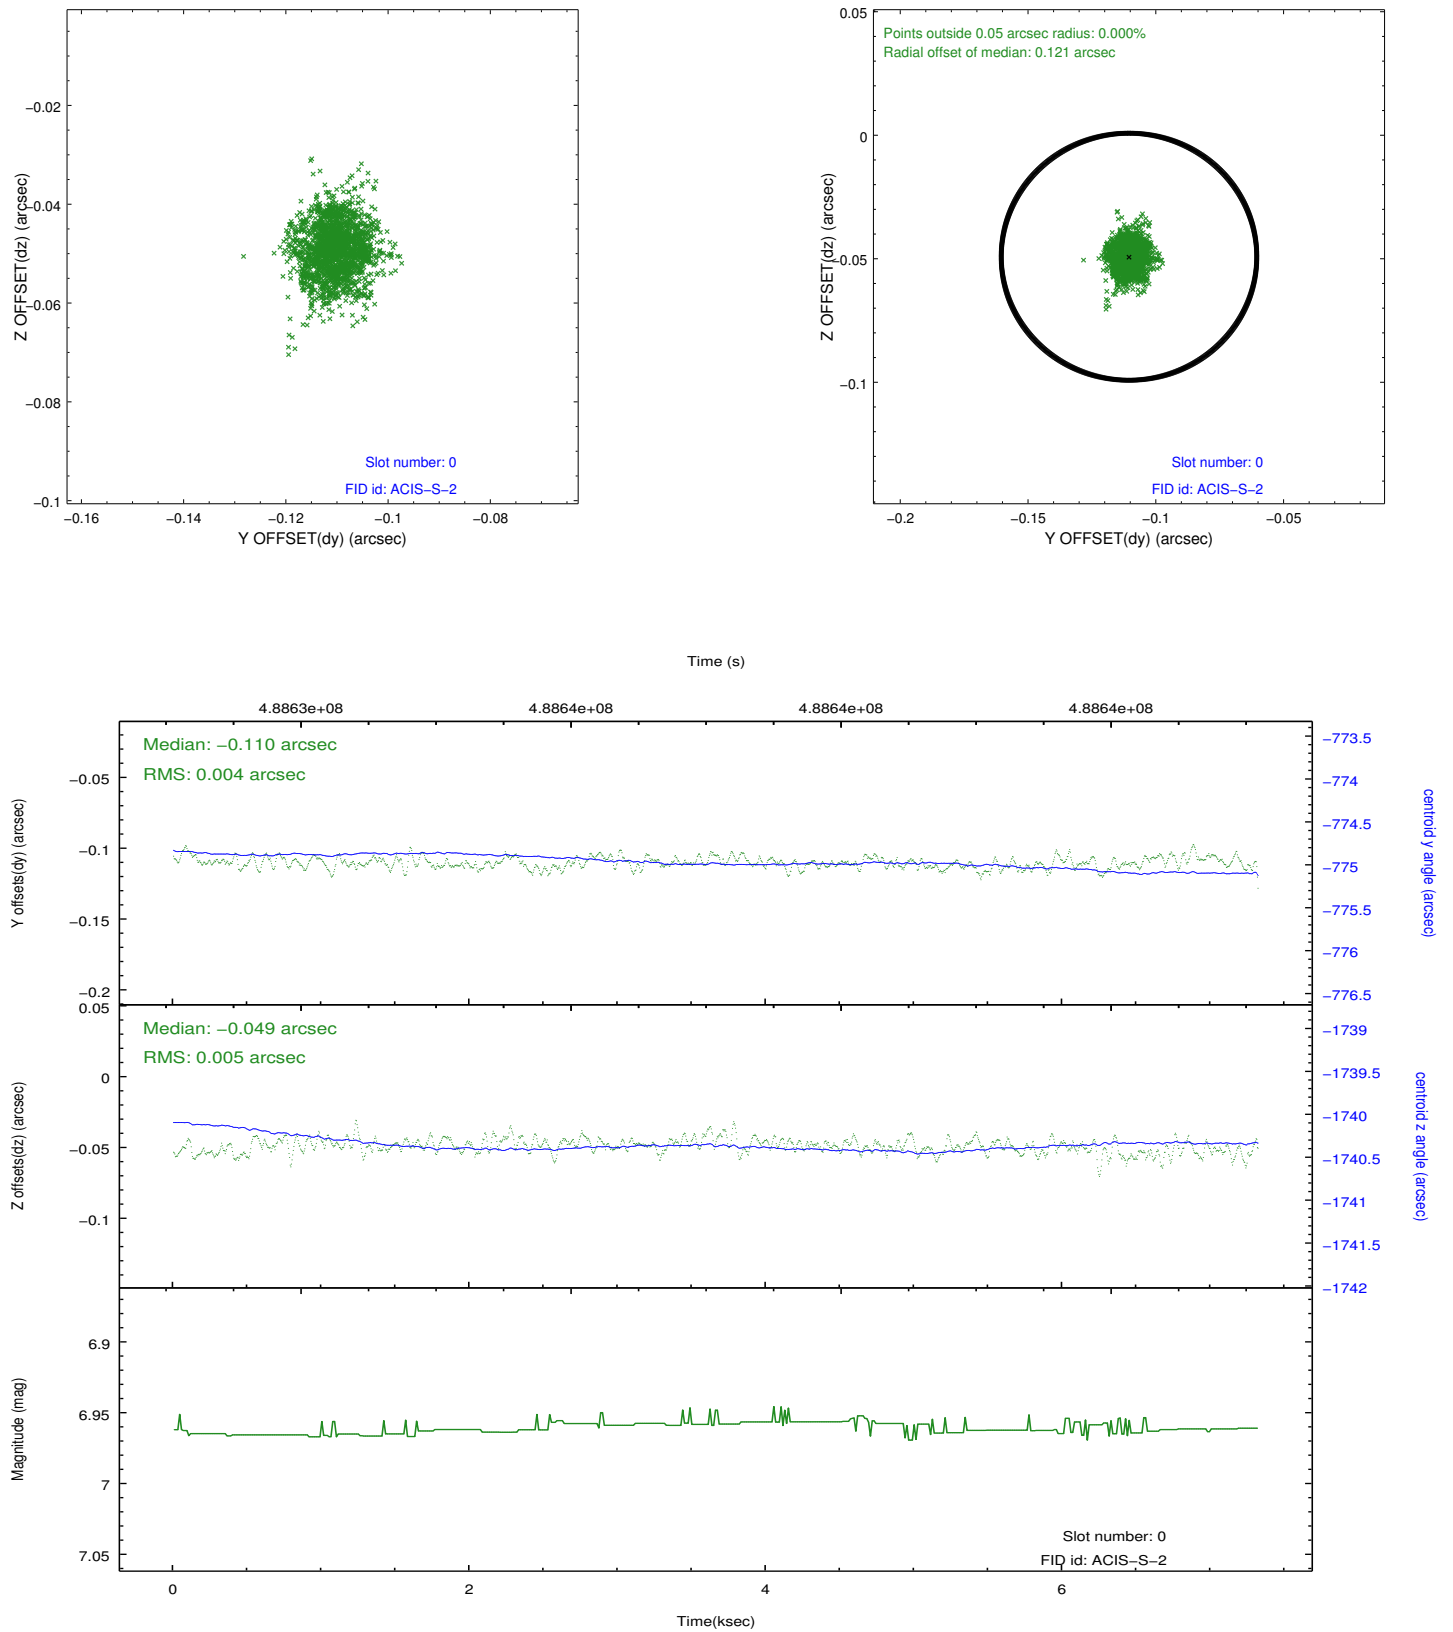 −0.02
−0.04
−0.06
−0.08
−0.1
Z OFFSET(dz) (arcsec)
Slot number: 0
FID id: ACIS−S−2
−0.16
−0.14
−0.12
−0.1
−0.08
Y OFFSET(dy) (arcsec)
0.05
0
−0.05
−0.1
Z OFFSET(dz) (arcsec)
Points outside 0.05 arcsec radius: 0.000%
Radial offset of median: 0.121 arcsec
Slot number: 0
FID id: ACIS−S−2
−0.2
−0.15
−0.1
−0.05
Y OFFSET(dy) (arcsec)
Time (s)
4.8863e+08
4.8864e+08
4.8864e+08
4.8864e+08
Median: −0.110 arcsec
RMS: 0.004 arcsec
−0.05
−0.1
−0.15
−0.2
Y offsets(dy) (arcsec)
−773.5
−774
−774.5
−775
−775.5
−776
−776.5
centroid y angle (arcsec)
Median: −0.049 arcsec
RMS: 0.005 arcsec
0.05
0
−0.05
−0.1
Z offsets(dz) (arcsec)
−1739
−1739.5
−1740
−1740.5
−1741
−1741.5
−1742
centroid z angle (arcsec)
6.9
6.95
7
7.05
Magnitude (mag)
Slot number: 0
FID id: ACIS−S−2
0
2
4
6
Time(ksec)